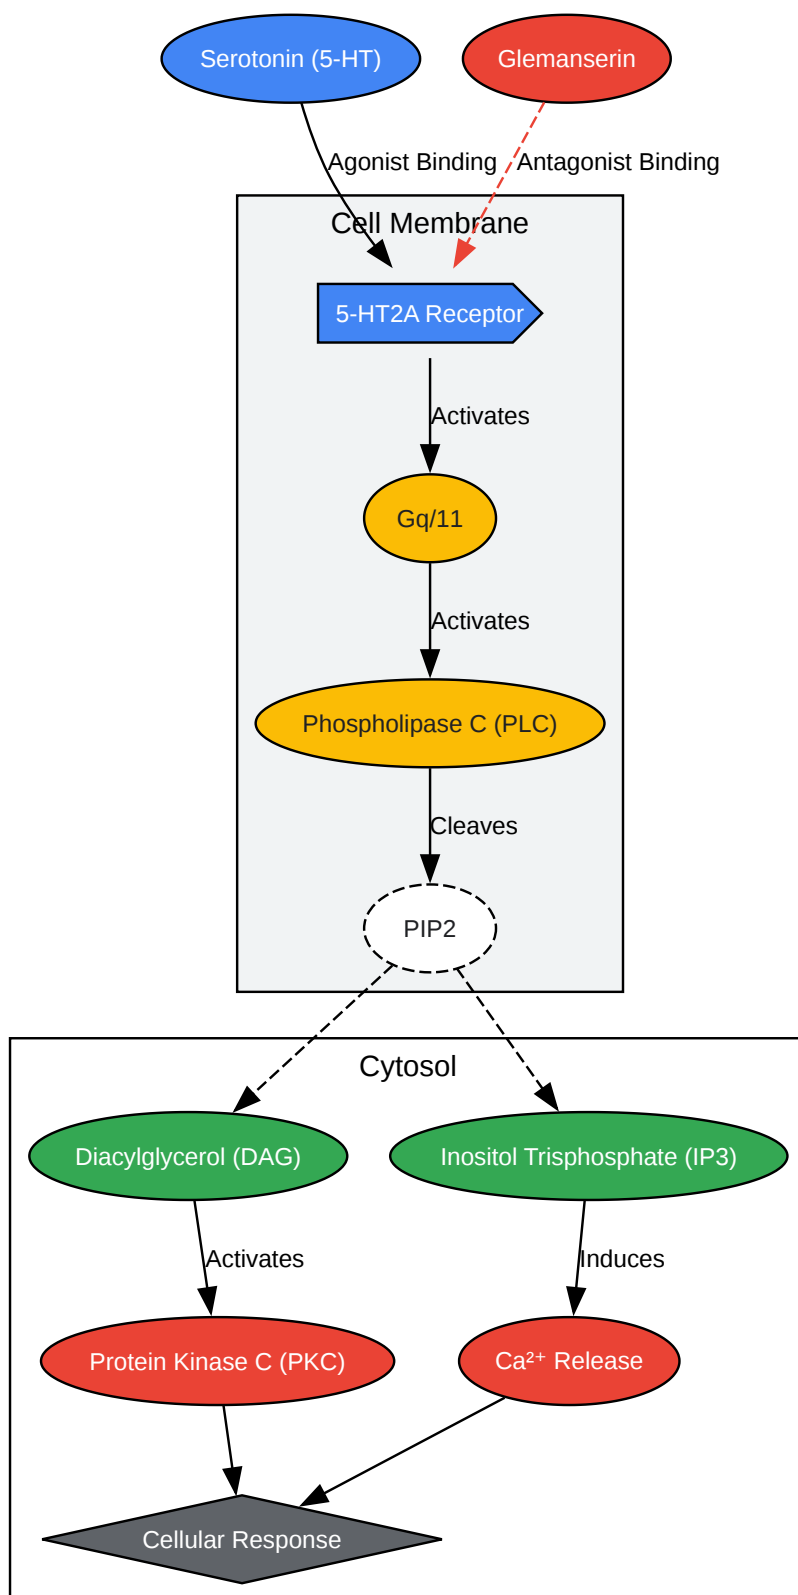 Serotonin (5-HT)
Glemanserin
Agonist Binding
Antagonist Binding
Cell Membrane
5-HT2A Receptor
Activates
Gq/11
Activates
Phospholipase C (PLC)
Cleaves
PIP2
Cytosol
Diacylglycerol (DAG)
Inositol Trisphosphate (IP3)
Activates
Induces
Protein Kinase C (PKC)
Ca²⁺ Release
Cellular Response